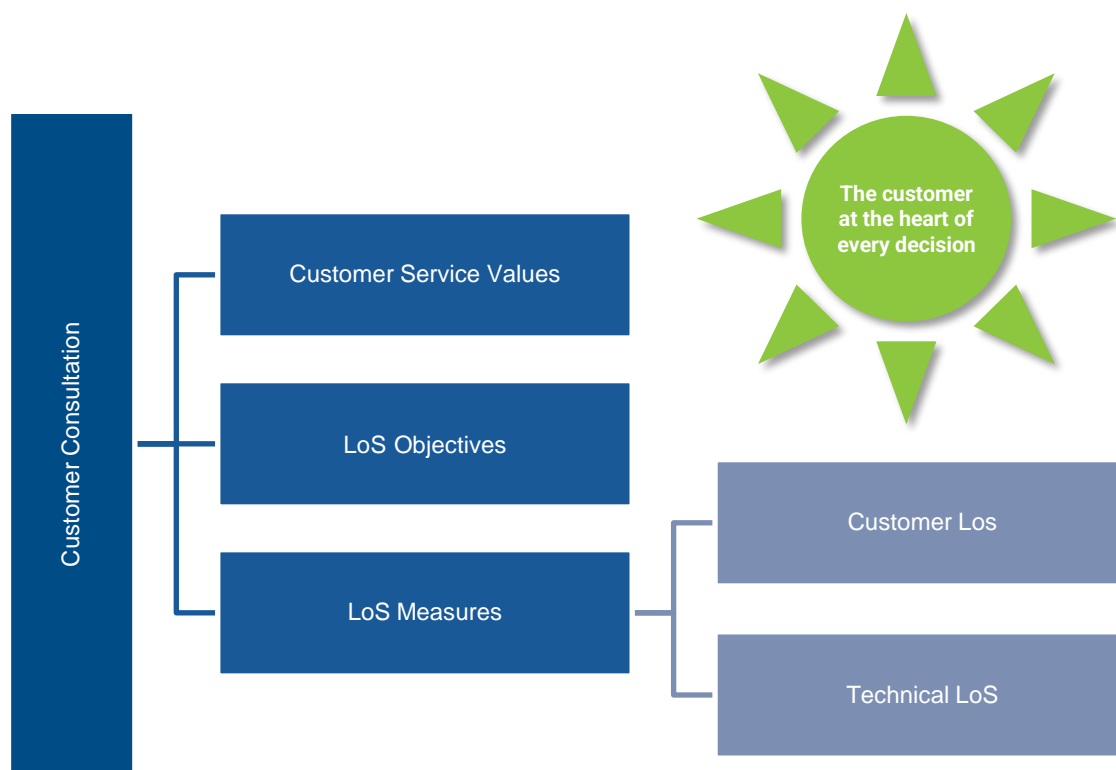 The customer
at the heart of
every decision
Customer Consultation
Customer Service Values
LoS Objectives
LoS Measures
Customer Los
Technical LoS